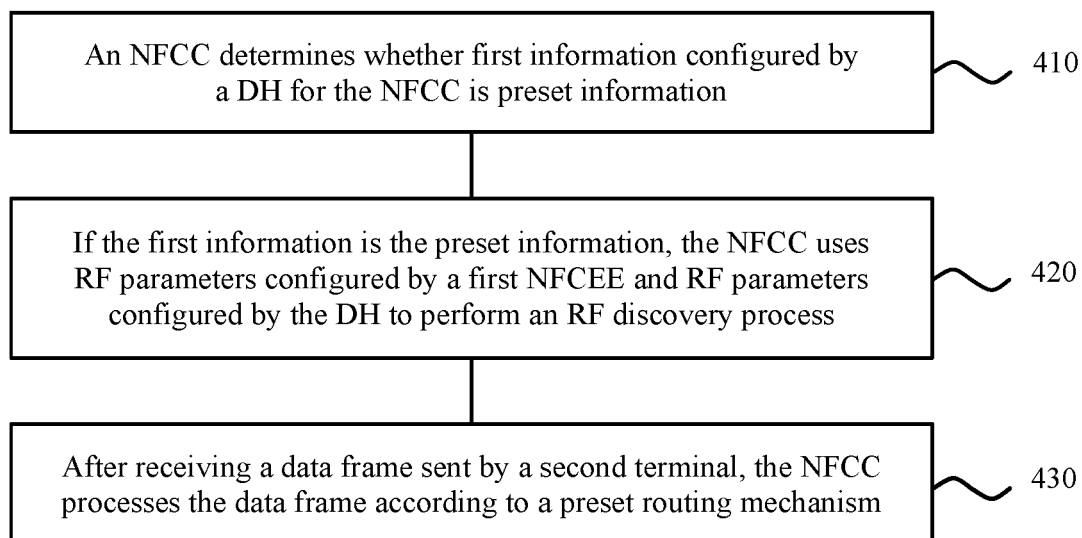 An NFCC determines whether first information configured by
a DH for the NFCC is preset information
410
If the first information is the preset information, the NFCC uses
RF parameters configured by a first NFCEE and RF parameters
configured by the DH to perform an RF discovery process
420
After receiving a data frame sent by a second terminal, the NFCC
processes the data frame according to a preset routing mechanism
430